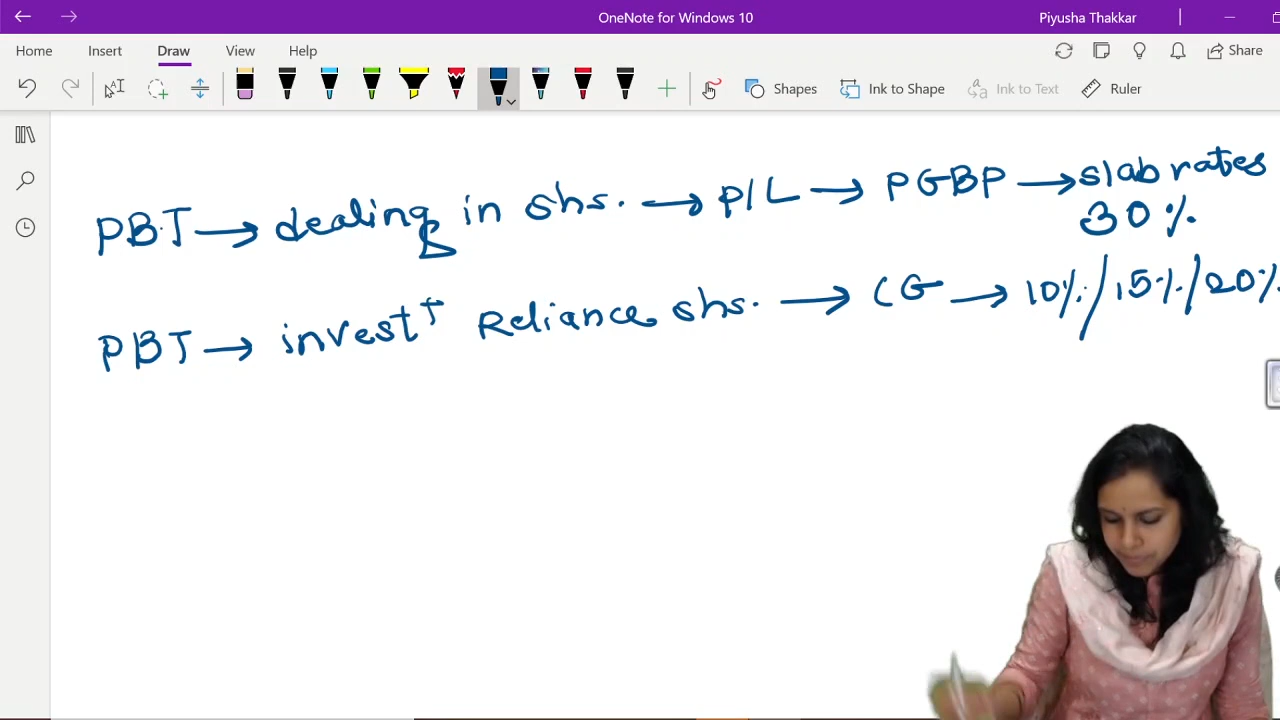 OneNote for Windows 10
Piyusha Thakkar
Home Insert Draw View Help Share
Shapes Ink to Shape Ink to Text Ruler
PBT → dealing in shs. → P/L → PGBP → slab rates
30%
PBT → invest^t Reliance shs. → CG → 10%/15%/20%